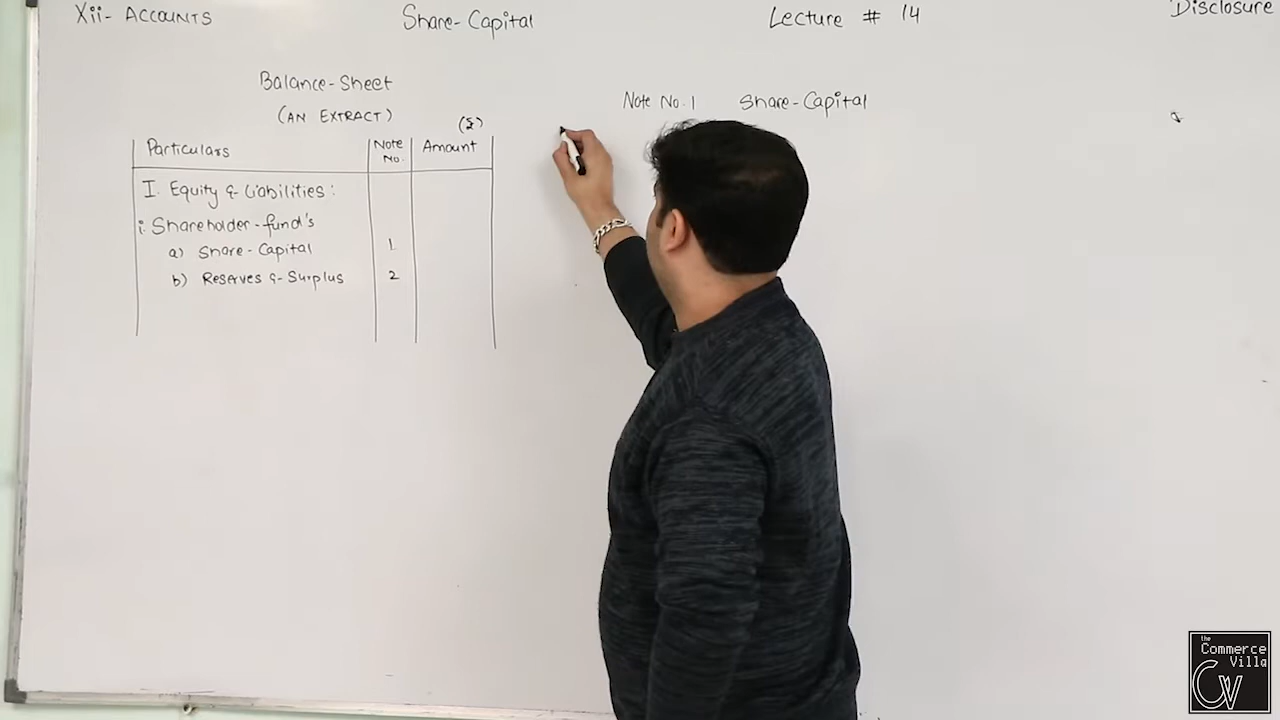 Xii- ACCOUNTS Share-Capital Lecture # 14 Disclosure
Balance-Sheet
(AN EXTRACT)
(₹)
Particulars Note No. Amount
I. Equity & Liabilities:
i. Shareholder-fund's
a) Share-Capital 1
b) Reserves & Surplus 2
Note No. 1 Share-Capital
the
Commerce
Villa
CV